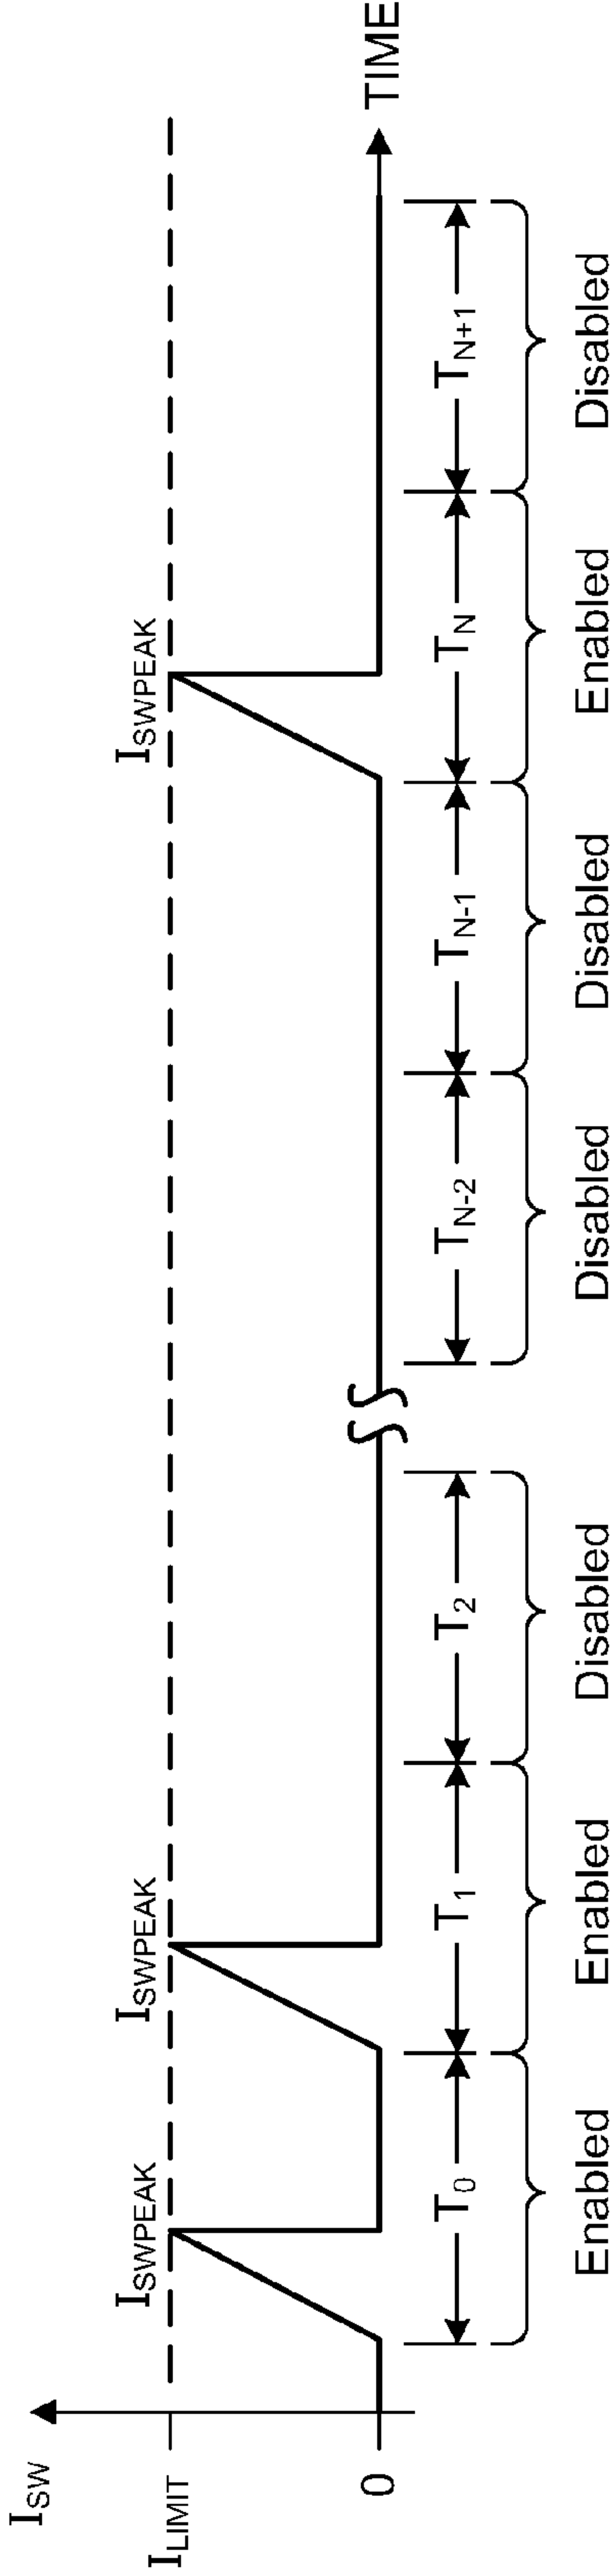 I_SW
I_LIMIT
0
I_SWPEAK
I_SWPEAK
I_SWPEAK
TIME
T_0
T_1
T_2
T_N-2
T_N-1
T_N
T_N+1
Enabled
Enabled
Disabled
Disabled
Disabled
Enabled
Disabled